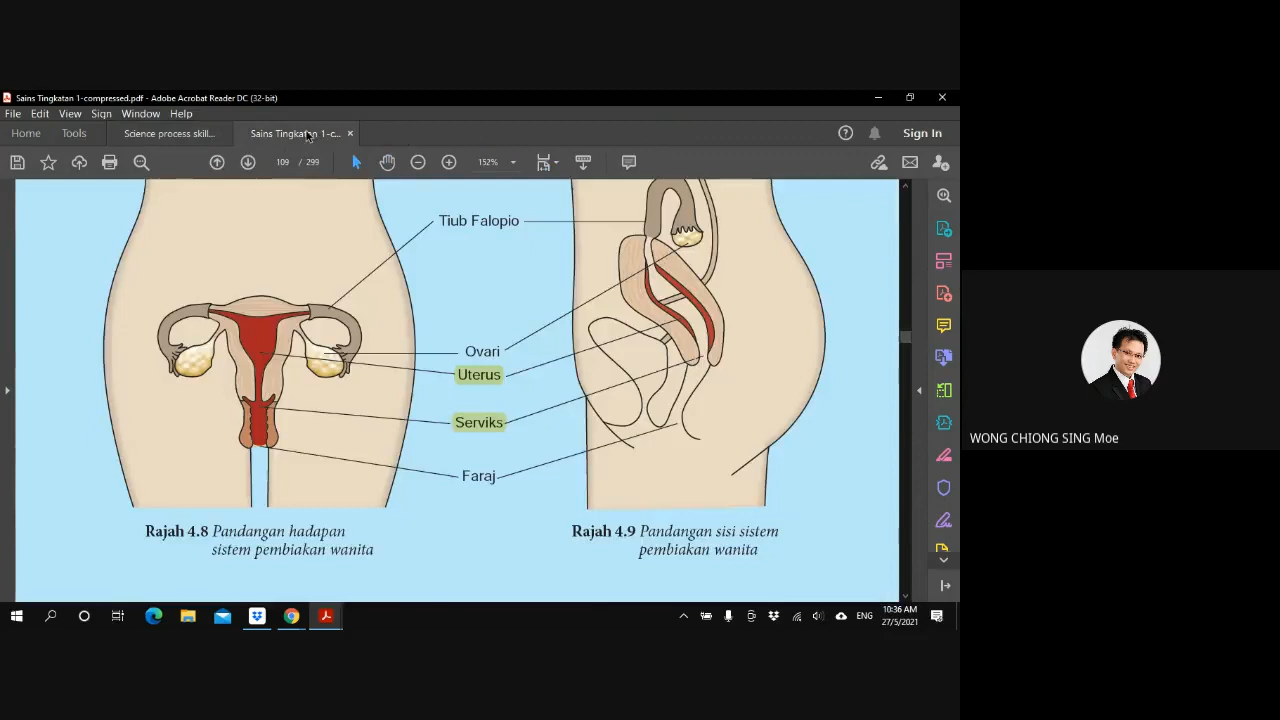 Sains Tingkatan 1-compressed.pdf - Adobe Acrobat Reader DC (32-bit)
File Edit View Sign Window Help
Home Tools Science process skill... Sains Tingkatan 1-c... × Sign In
109 / 299 152%
Tiub Falopio
Ovari
Uterus
Serviks
Faraj
Rajah 4.8 Pandangan hadapan
sistem pembiakan wanita
Rajah 4.9 Pandangan sisi sistem
pembiakan wanita
WONG CHIONG SING Moe
ENG
10:36 AM
27/5/2021